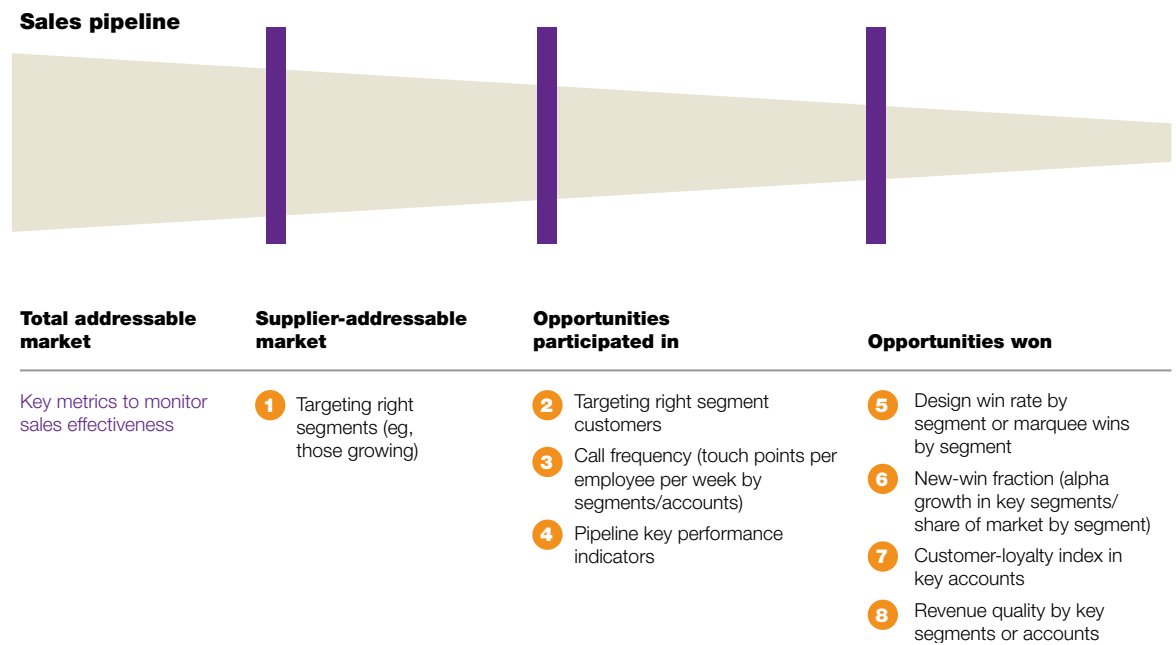 Sales pipeline
Total addressable
market
Supplier-addressable
market
Opportunities
participated in
Opportunities won
Key metrics to monitor
sales effectiveness
1 Targeting right
segments (eg,
those growing)
2 Targeting right segment
customers
3 Call frequency (touch points per
employee per week by
segments/accounts)
4 Pipeline key performance
indicators
5 Design win rate by
segment or marquee wins
by segment
6 New-win fraction (alpha
growth in key segments/
share of market by segment)
7 Customer-loyalty index in
key accounts
8 Revenue quality by key
segments or accounts